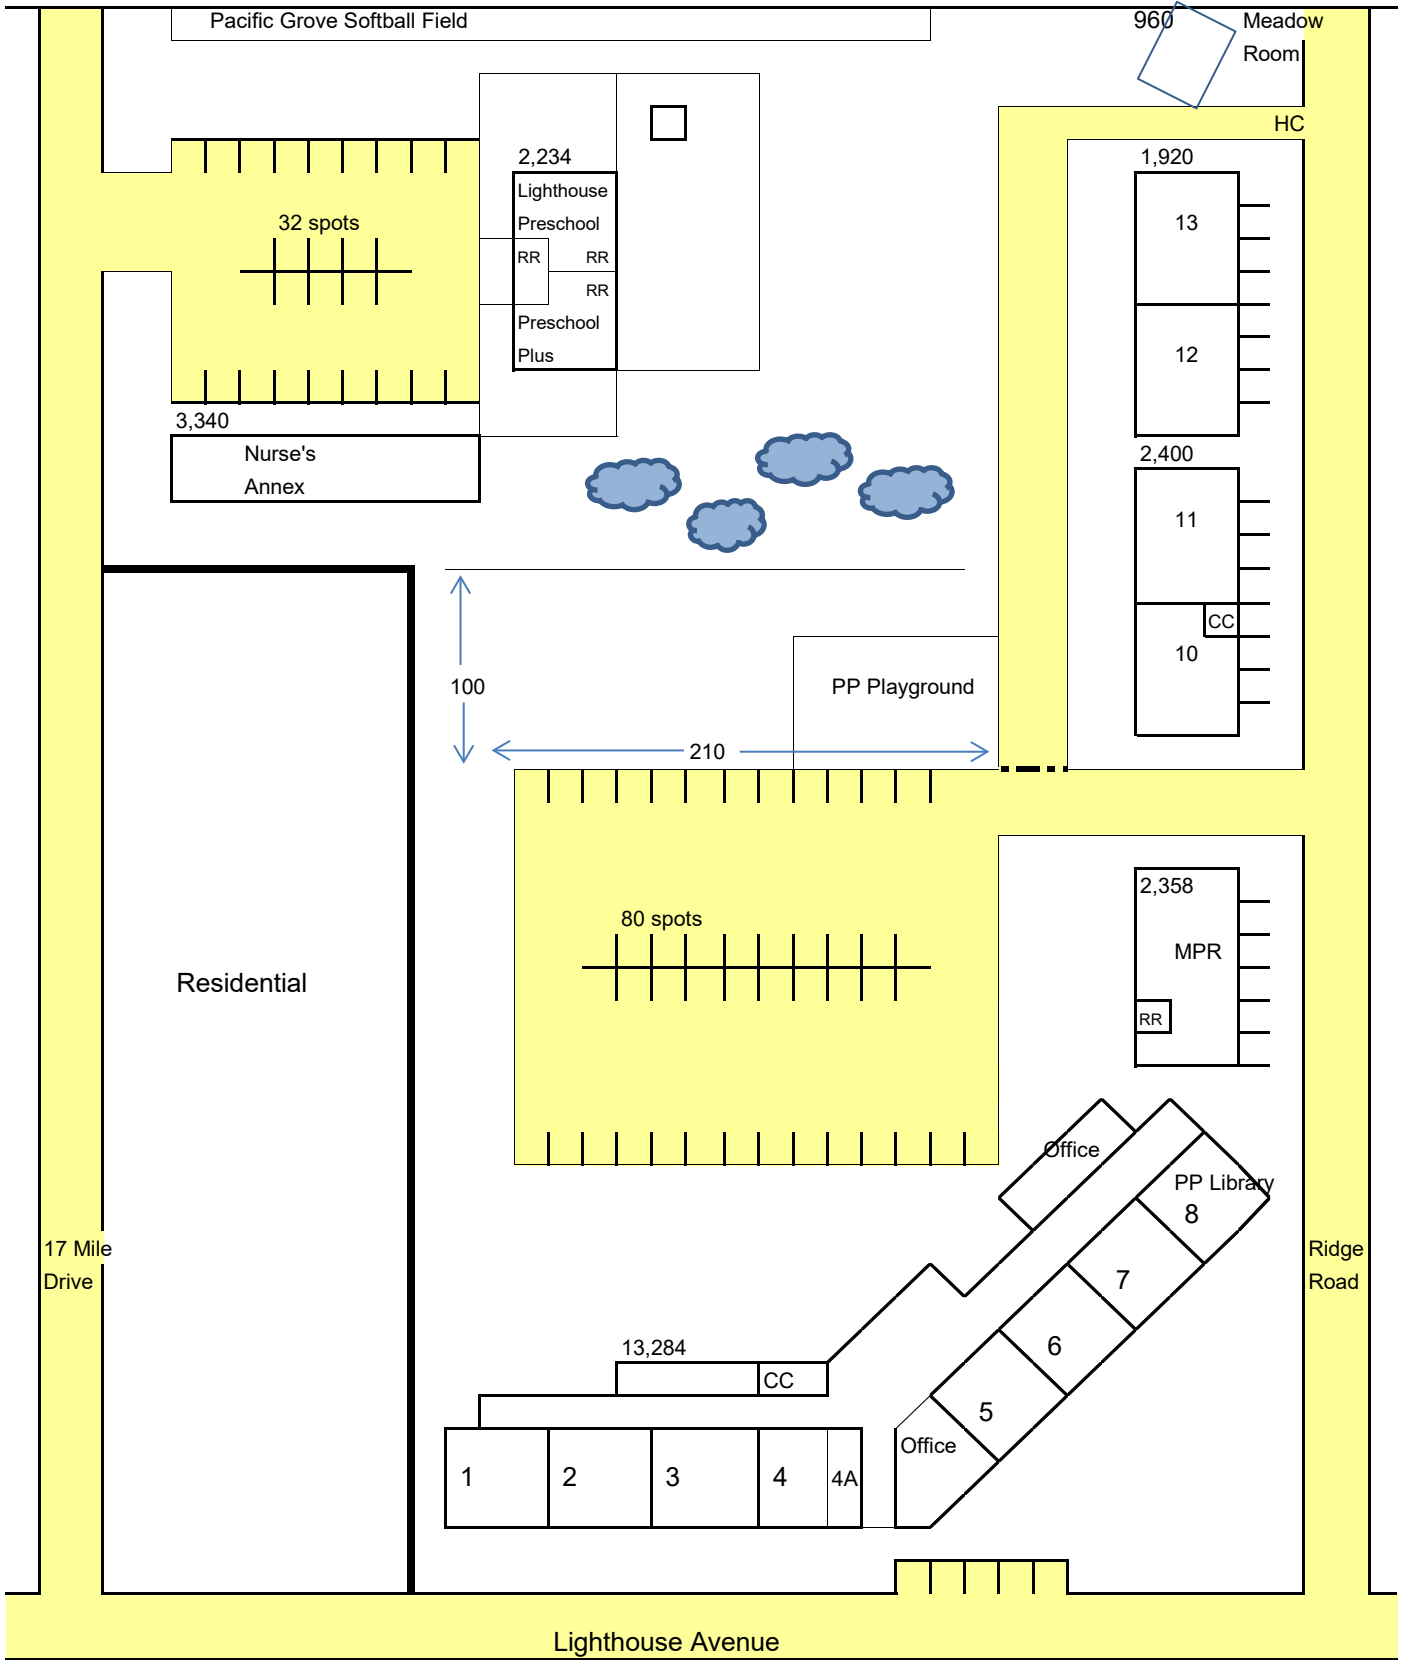 Pacific Grove Softball Field
960
Meadow
Room
HC
2,234
1,920
Lighthouse
Preschool
32 spots
13
RR
RR
RR
Preschool
Plus
12
3,340
Nurse's
Annex
2,400
11
CC
10
100
PP Playground
210
2,358
80 spots
MPR
Residential
RR
Office
PP Library
8
17 Mile
Drive
Ridge
Road
7
6
13,284
CC
5
Office
1
2
3
4
4A
Lighthouse Avenue